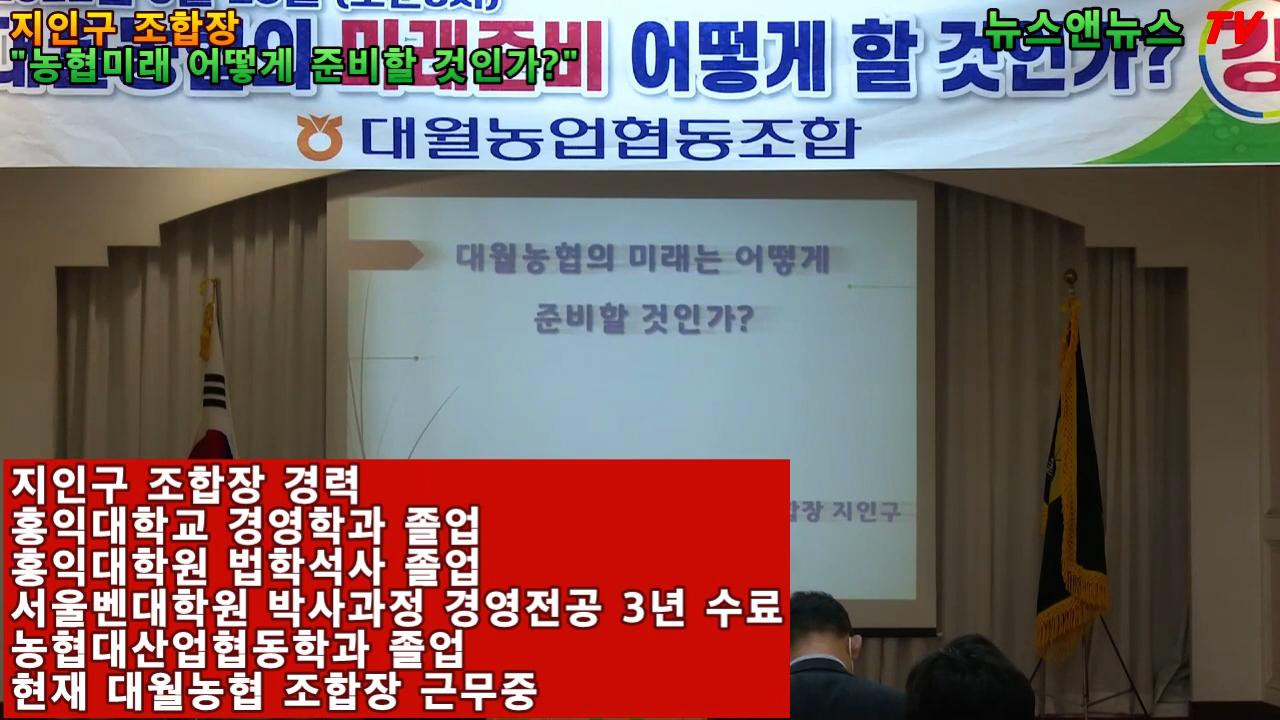 지인구 조합장
"농협미래 어떻게 준비할 것인가?"
뉴스앤뉴스 TV
미래준비 어떻게 할 것인가?
대월농업협동조합
대월농협의 미래는 어떻게
준비할 것인가?
지인구
지인구 조합장 경력
홍익대학교 경영학과 졸업
홍익대학원 법학석사 졸업
서울벤대학원 박사과정 경영전공 3년 수료
농협대산업협동학과 졸업
현재 대월농협 조합장 근무중